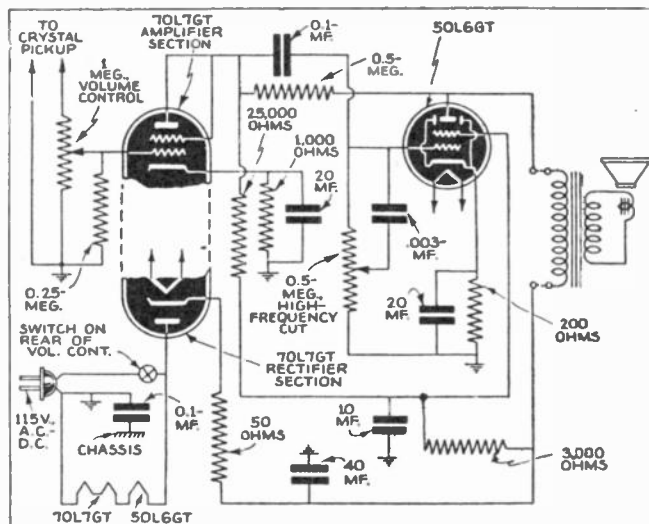 TO
CRYSTAL
PICKUP
70L7GT
AMPLIFIER
SECTION
0.1-
MF.
50L6GT
0.5-
MEG.
1
MEG., VOLUME
CONTROL
25,000
OHMS
1,000
OHMS
20
MF.
.003-
MF.
0.25-
MEG.
0.5-
MEG.,
HIGH-
FREQUENCY
CUT
20
MF.
200
OHMS
SWITCH ON
REAR OF
VOL. CONT.
70L7GT
RECTIFIER
SECTION
115V.,
A.C.-
D.C.
CHASSIS
0.1-
MF.
50
OHMS
10
MF.
40
MF.
3,000
OHMS
70L7GT
50L6GT